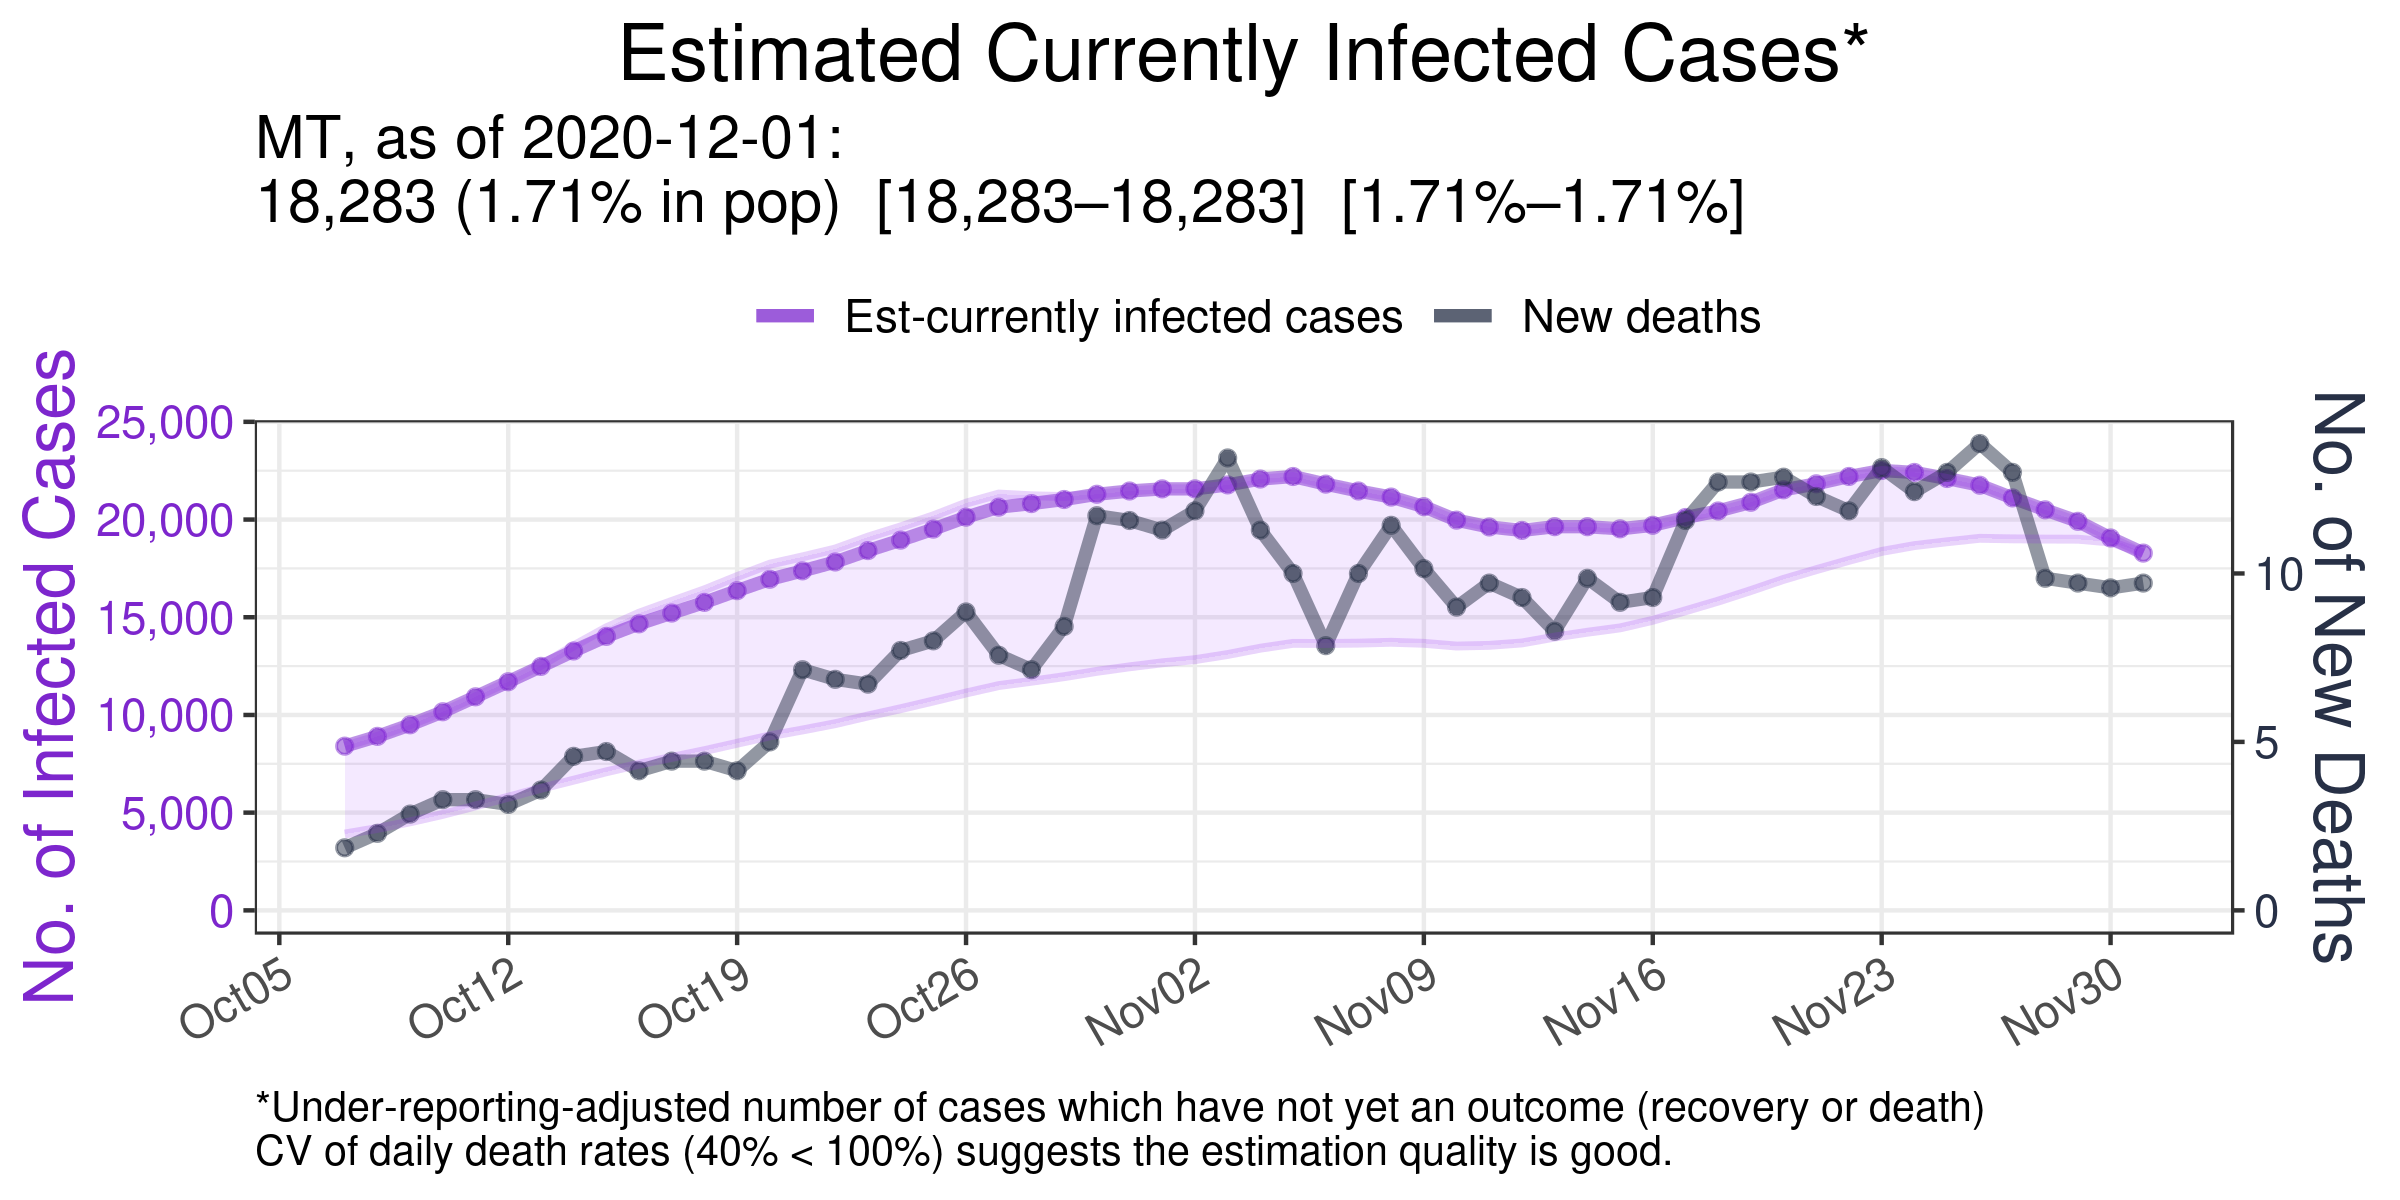 Estimated Currently Infected Cases*
MT, as of 2020-12-01:
18,283 (1.71% in pop)  [18,283–18,283]  [1.71%–1.71%]
Est-currently infected cases
New deaths
No. of Infected Cases
25,000
20,000
15,000
10,000
5,000
0
No. of New Deaths
10
5
0
Oct05
Oct12
Oct19
Oct26
Nov02
Nov09
Nov16
Nov23
Nov30
*Under-reporting-adjusted number of cases which have not yet an outcome (recovery or death)
CV of daily death rates (40% < 100%) suggests the estimation quality is good.